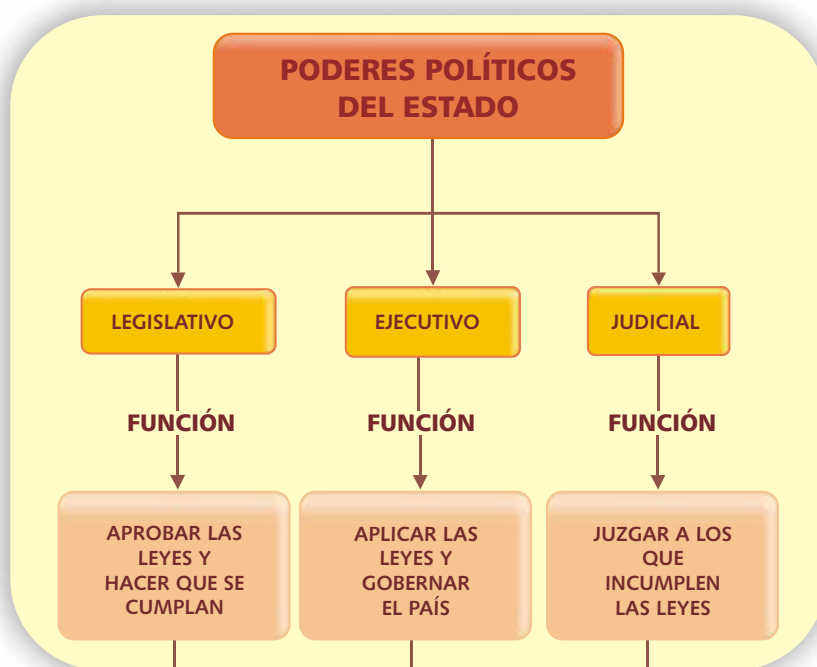 PODERES POLÍTICOS
DEL ESTADO
LEGISLATIVO
EJECUTIVO
JUDICIAL
FUNCIÓN
FUNCIÓN
FUNCIÓN
APROBAR LAS
LEYES Y
HACER QUE SE
CUMPLAN
APLICAR LAS
LEYES Y
GOBERNAR
EL PAÍS
JUZGAR A LOS
QUE
INCUMPLEN
LAS LEYES